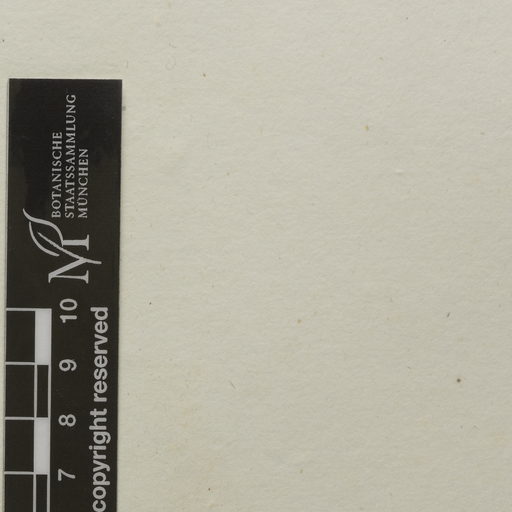 BOTANISCHE
STAATSSAMMLUNG
MÜNCHEN
10
9
8
7
copyright reserved